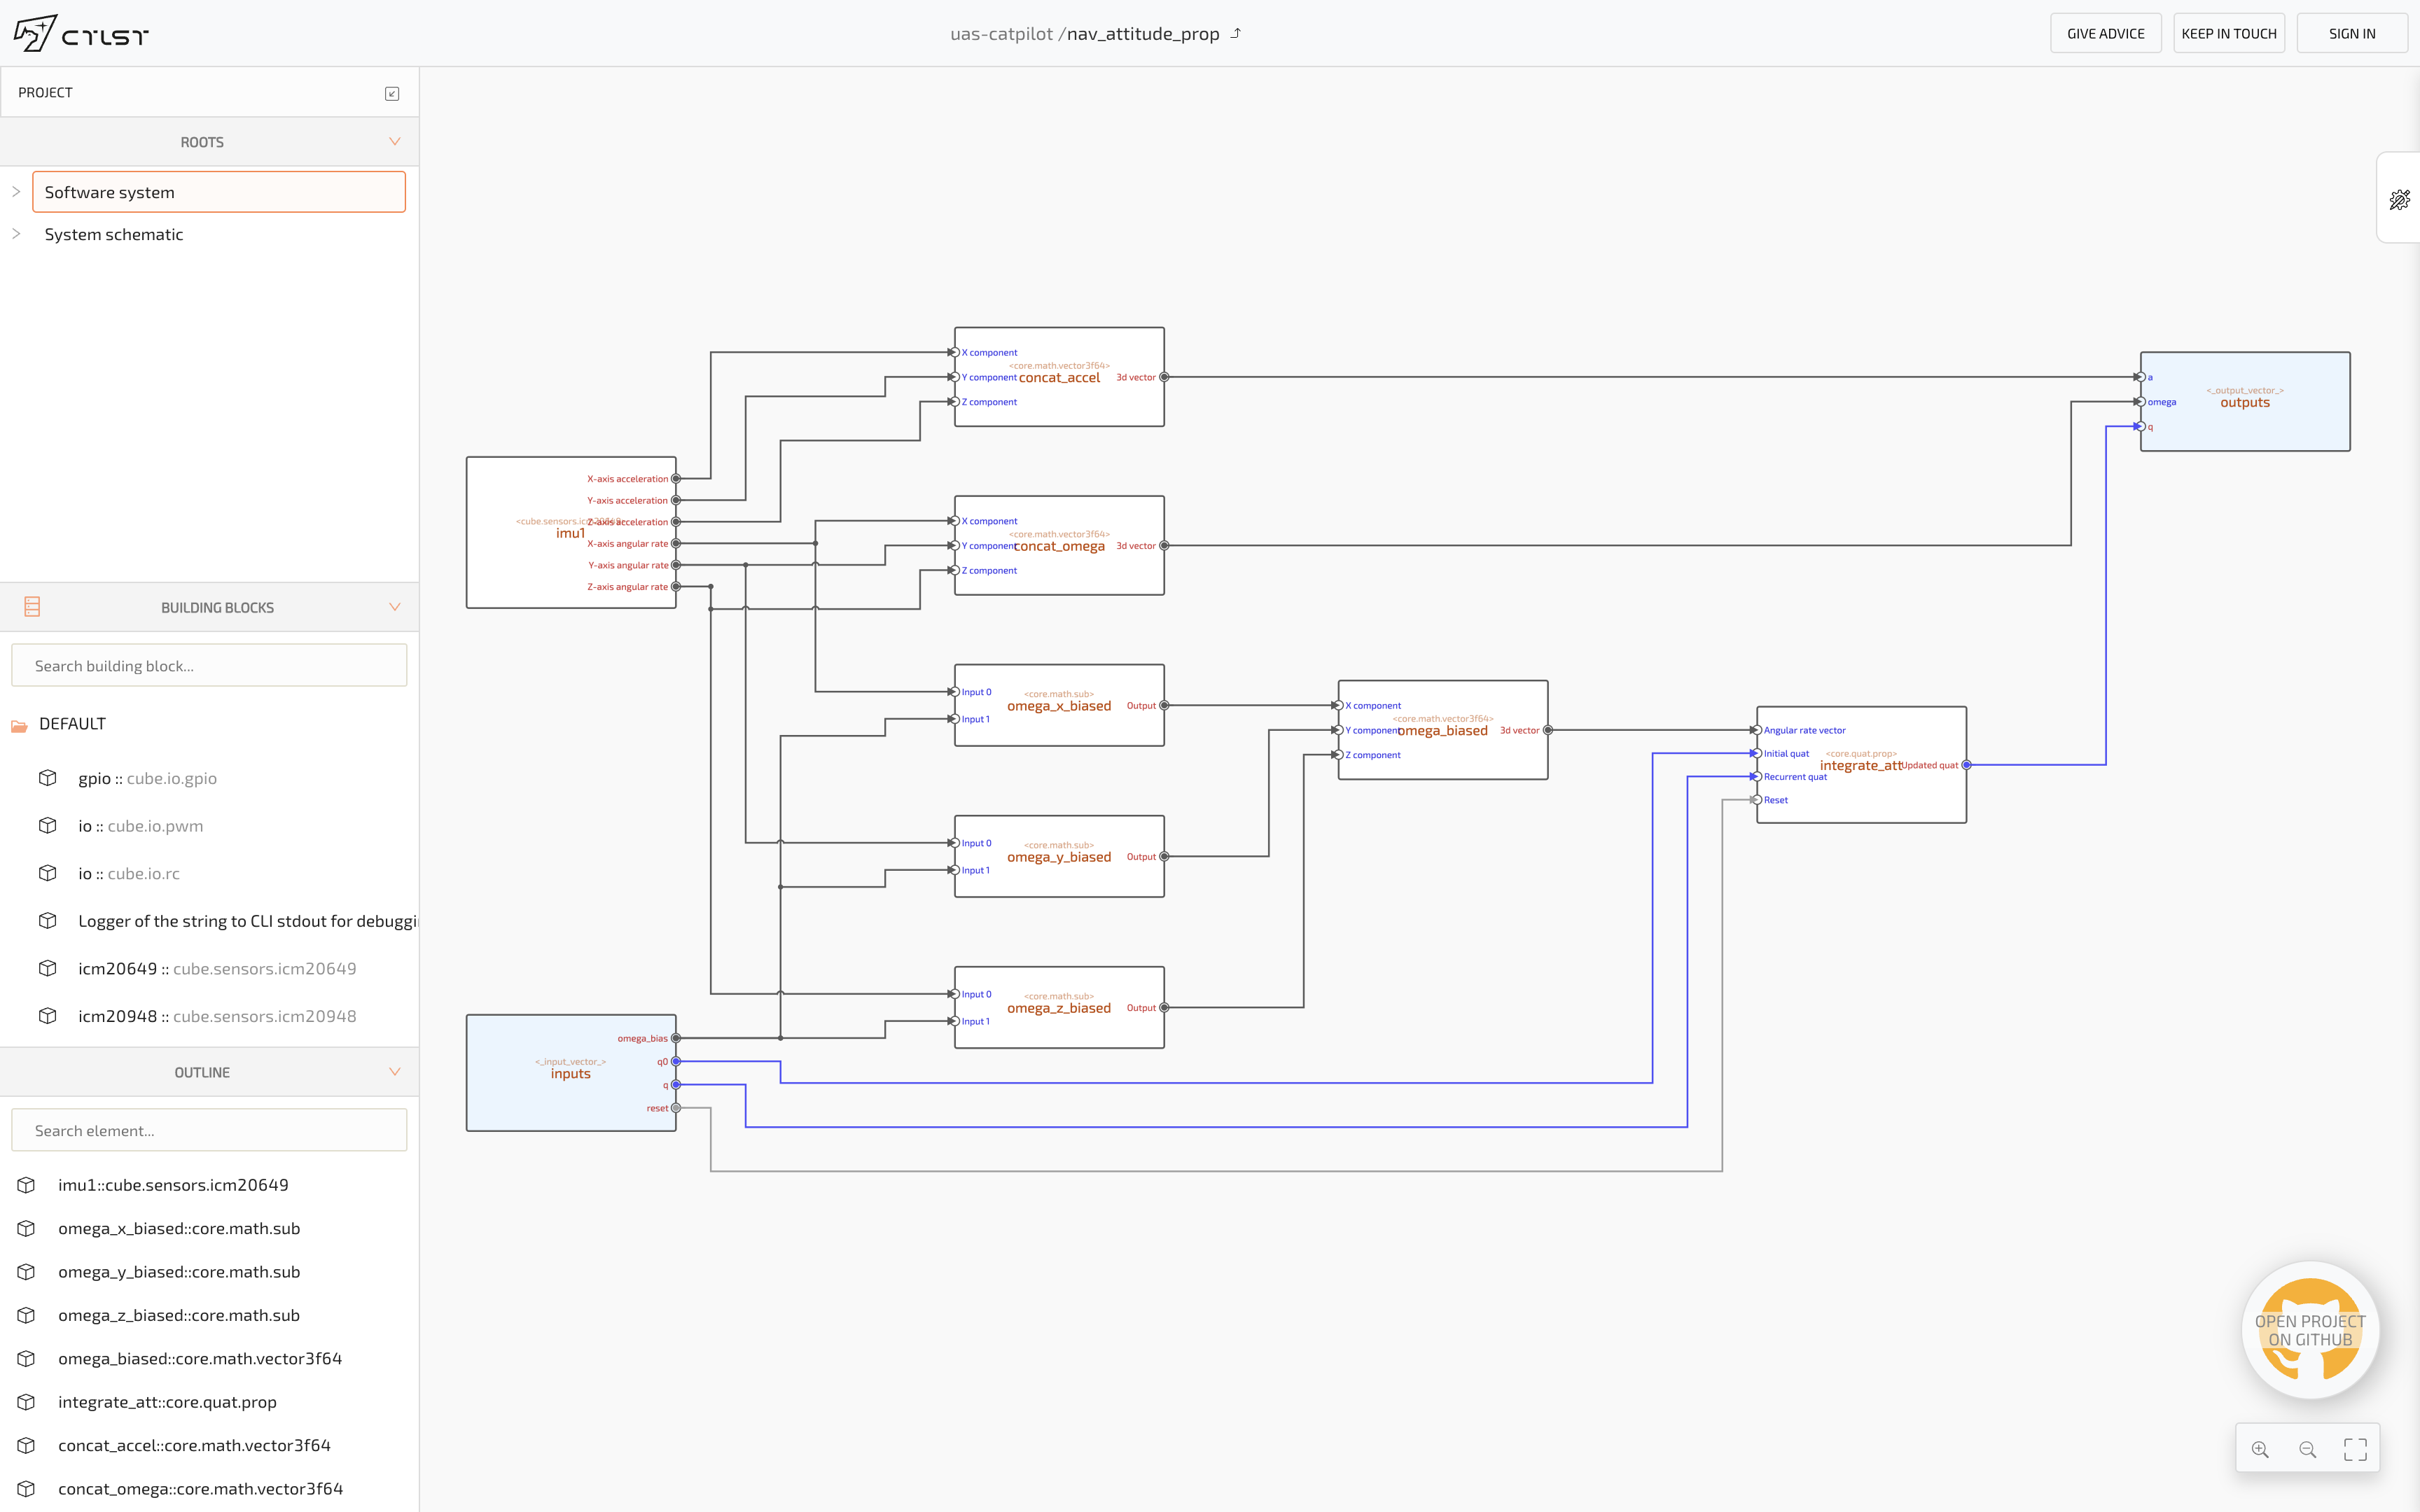 CTLST
uas-catpilot /nav_attitude_prop
GIVE ADVICE
KEEP IN TOUCH
SIGN IN
PROJECT
ROOTS
Software system
System schematic
BUILDING BLOCKS
Search building block...
DEFAULT
gpio :: cube.io.gpio
io :: cube.io.pwm
io :: cube.io.rc
Logger of the string to CLI stdout for debuggi
icm20649 :: cube.sensors.icm20649
icm20948 :: cube.sensors.icm20948
OUTLINE
Search element...
imu1::cube.sensors.icm20649
omega_x_biased::core.math.sub
omega_y_biased::core.math.sub
omega_z_biased::core.math.sub
omega_biased::core.math.vector3f64
integrate_att::core.quat.prop
concat_accel::core.math.vector3f64
concat_omega::core.math.vector3f64
X-axis acceleration
Y-axis acceleration
Z-axis acceleration
imu1
X-axis angular rate
Y-axis angular rate
Z-axis angular rate
X component
<core.math.vector3f64>
Y component
concat_accel
3d vector
Z component
X component
<core.math.vector3f64>
Y component
concat_omega
3d vector
Z component
Input 0
<core.math.sub>
omega_x_biased
Output
Input 1
Input 0
<core.math.sub>
omega_y_biased
Output
Input 1
Input 0
<core.math.sub>
omega_z_biased
Output
Input 1
omega_bias
<_input_vector_>
inputs
q0
q
reset
X component
<core.math.vector3f64>
Y component
omega_biased
3d vector
Z component
Angular rate vector
Initial quat
<core.quat.prop>
integrate_att
Updated quat
Recurrent quat
Reset
a
<_output_vector_>
omega
outputs
q
OPEN PROJECT
ON GITHUB